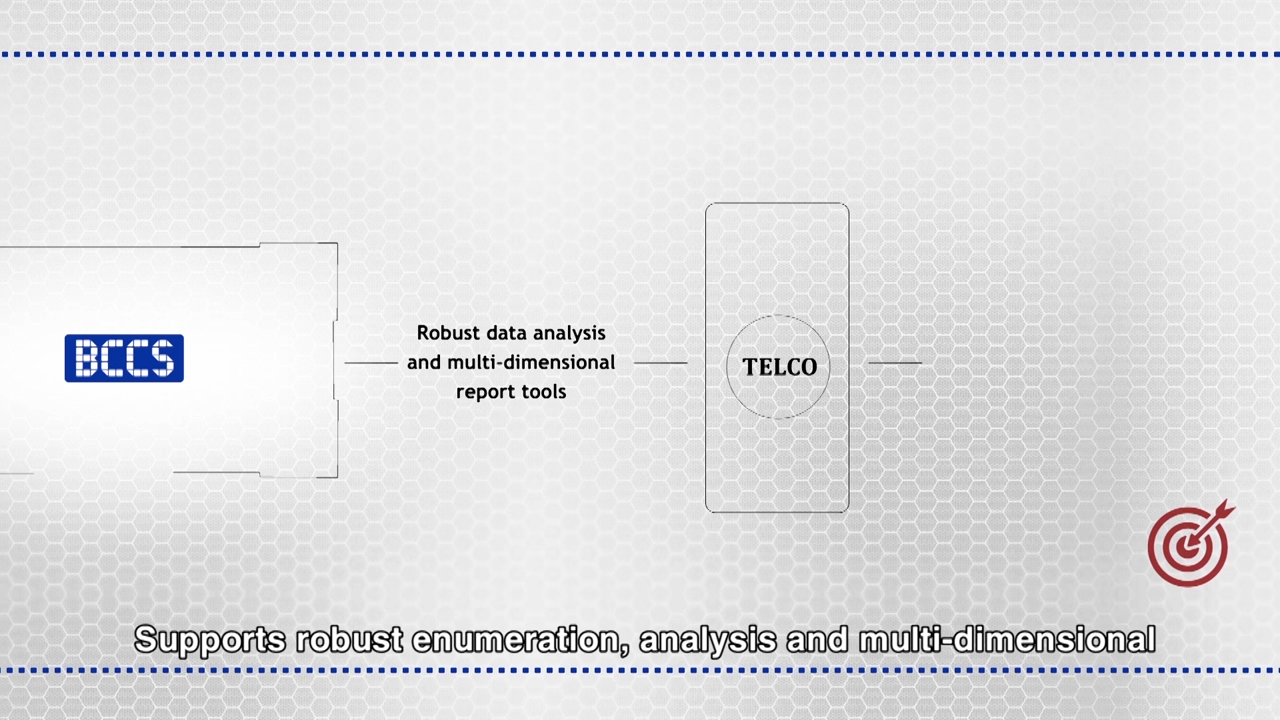 BCCS
Robust data analysis
and multi-dimensional
report tools
TELCO
Supports robust enumeration, analysis and multi-dimensional